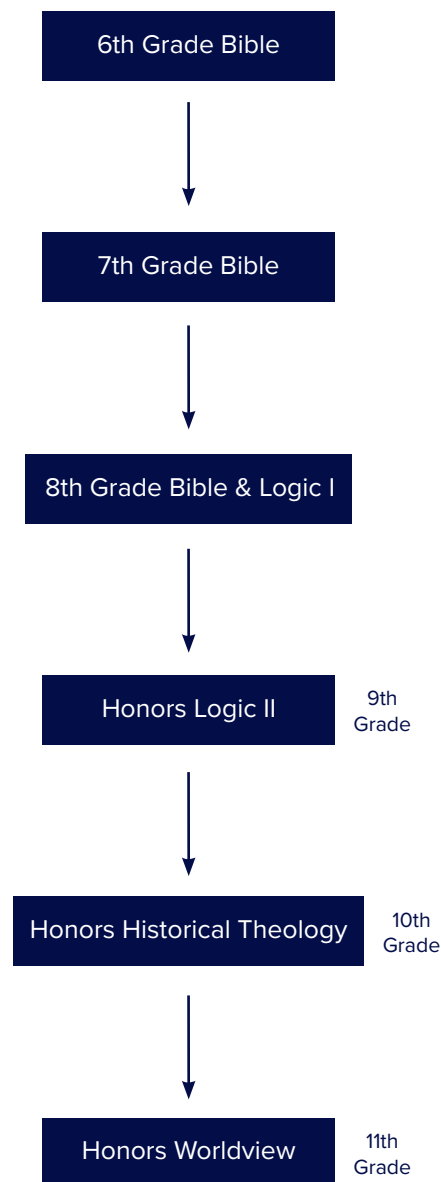 6th Grade Bible
7th Grade Bible
8th Grade Bible & Logic I
Honors Logic II
9th
Grade
Honors Historical Theology
10th
Grade
Honors Worldview
11th
Grade